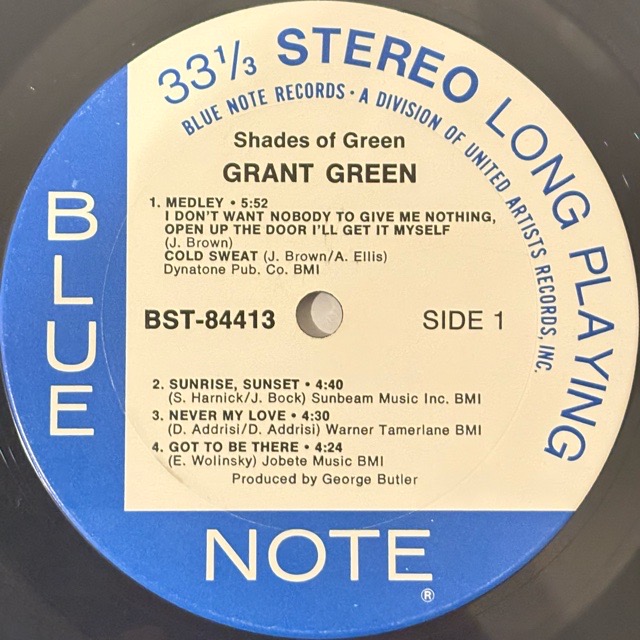 33⅓ STEREO LONG PLAYING
BLUE NOTE RECORDS • A DIVISION OF UNITED ARTISTS RECORDS, INC.
Shades of Green
GRANT GREEN
1. MEDLEY • 5:52
I DON'T WANT NOBODY TO GIVE ME NOTHING,
OPEN UP THE DOOR I'LL GET IT MYSELF
(J. Brown)
COLD SWEAT (J. Brown/A. Ellis)
Dynatone Pub. Co. BMI
BST-84413 SIDE 1
2. SUNRISE, SUNSET • 4:40
(S. Harnick/J. Bock) Sunbeam Music Inc. BMI
3. NEVER MY LOVE • 4:30
(D. Addrisi/D. Addrisi) Warner Tamerlane BMI
4. GOT TO BE THERE • 4:24
(E. Wolinsky) Jobete Music BMI
Produced by George Butler
BLUE
NOTE
®